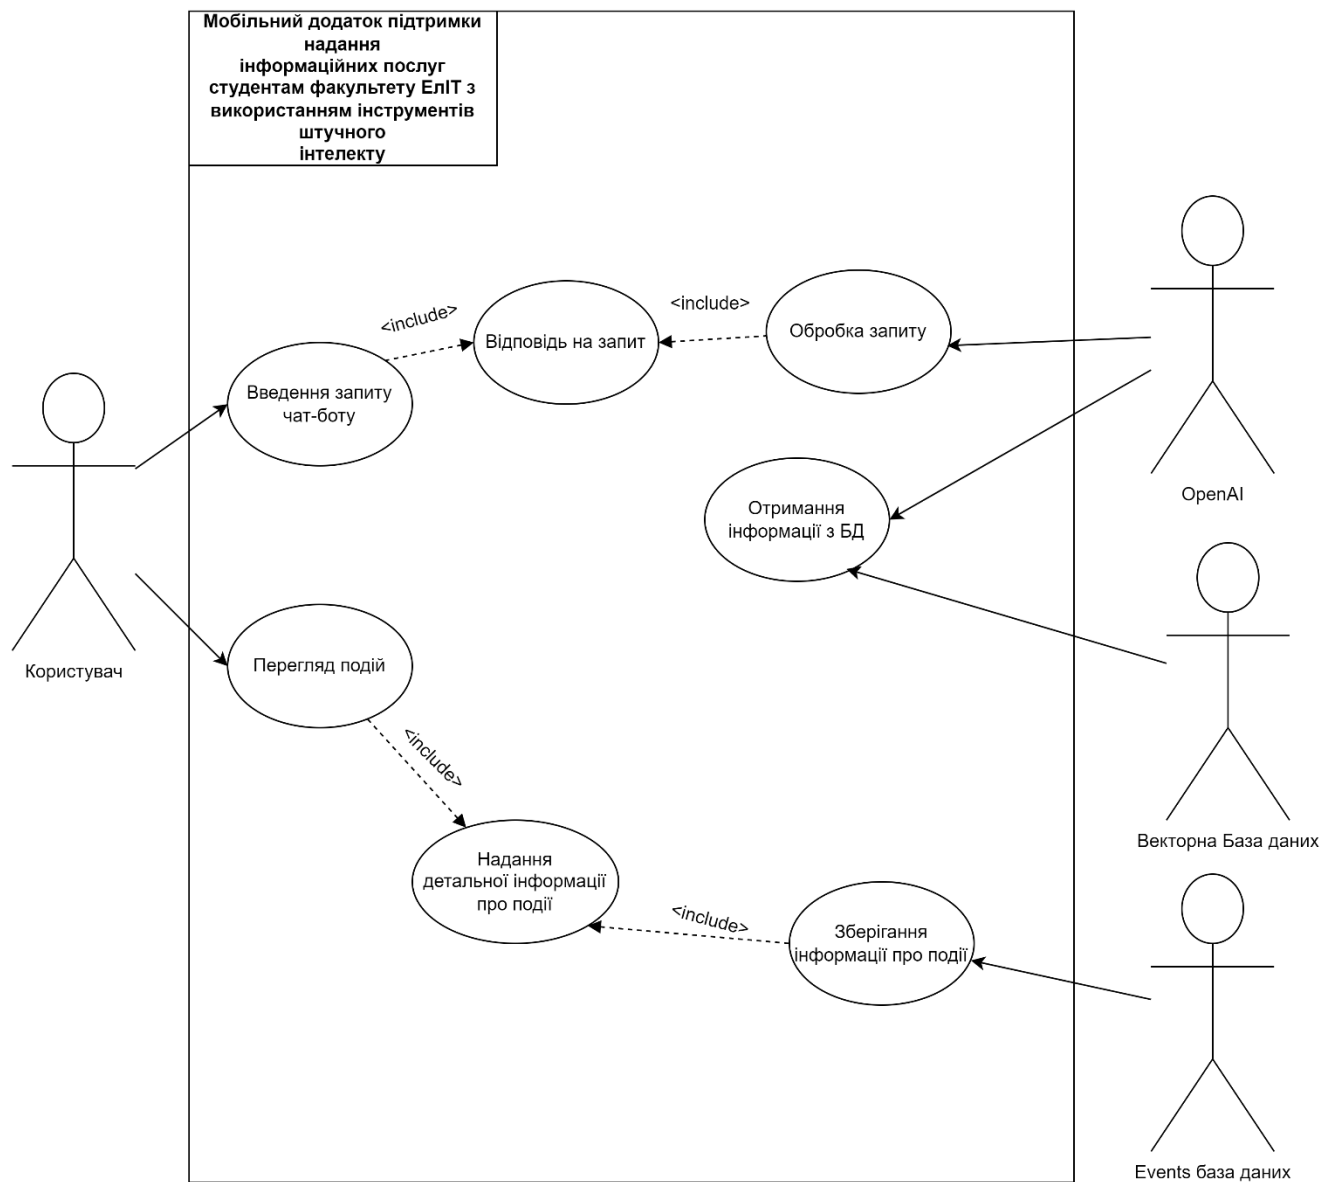 Мобільний додаток підтримки
надання
інформаційних послуг
студентам факультету ЕлІТ з
використанням інструментів
штучного
інтелекту
<include>
<include>
Обробка запиту
Відповідь на запит
Введення запиту
чат-боту
OpenAI
Отримання
інформації з БД
Користувач
Перегляд подій
<include>
Векторна База даних
Надання
детальної інформації
про події
<include>
Зберігання
інформації про події
Events база даних